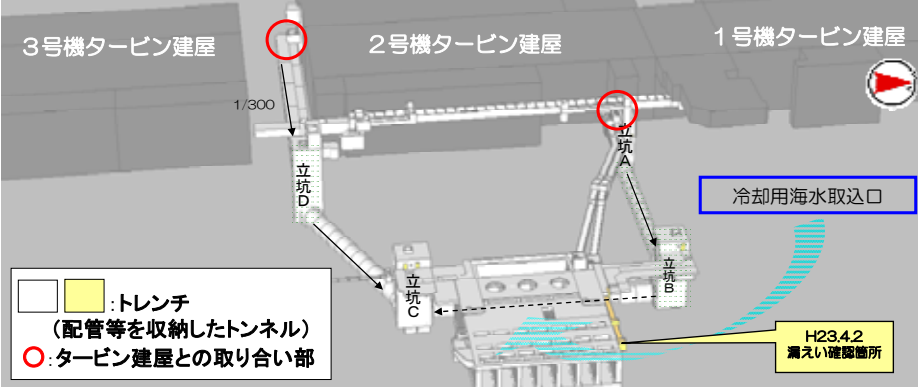 3号機タービン建屋
2号機タービン建屋
1号機タービン建屋
1/300
立坑A
立坑D
冷却用海水取込口
立坑B
立坑C
:トレンチ
(配管等を収納したトンネル)
:タービン建屋との取り合い部
H23.4.2
漏えい確認箇所